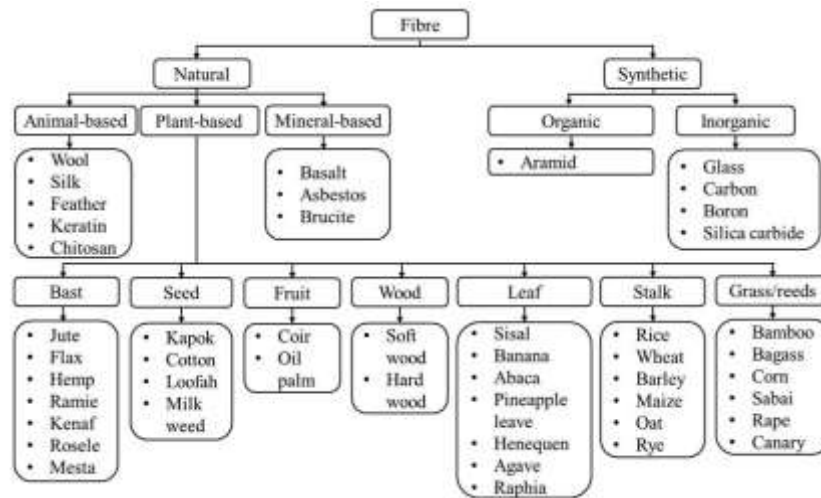 Fibre
Natural
Synthetic
Animal-based
Plant-based
Mineral-based
Organic
Inorganic
• Wool
• Silk
• Feather
• Keratin
• Chitosan
• Basalt
• Asbestos
• Brucite
• Aramid
• Glass
• Carbon
• Boron
• Silica carbide
Bast
Seed
Fruit
Wood
Leaf
Stalk
Grass/reeds
• Jute
• Flax
• Hemp
• Ramie
• Kenaf
• Rosele
• Mesta
• Kapok
• Cotton
• Loofah
• Milk
weed
• Coir
• Oil
palm
• Soft
wood
• Hard
wood
• Sisal
• Banana
• Abaca
• Pineapple
leave
• Henequen
• Agave
• Raphia
• Rice
• Wheat
• Barley
• Maize
• Oat
• Rye
• Bamboo
• Bagass
• Corn
• Sabai
• Rape
• Canary